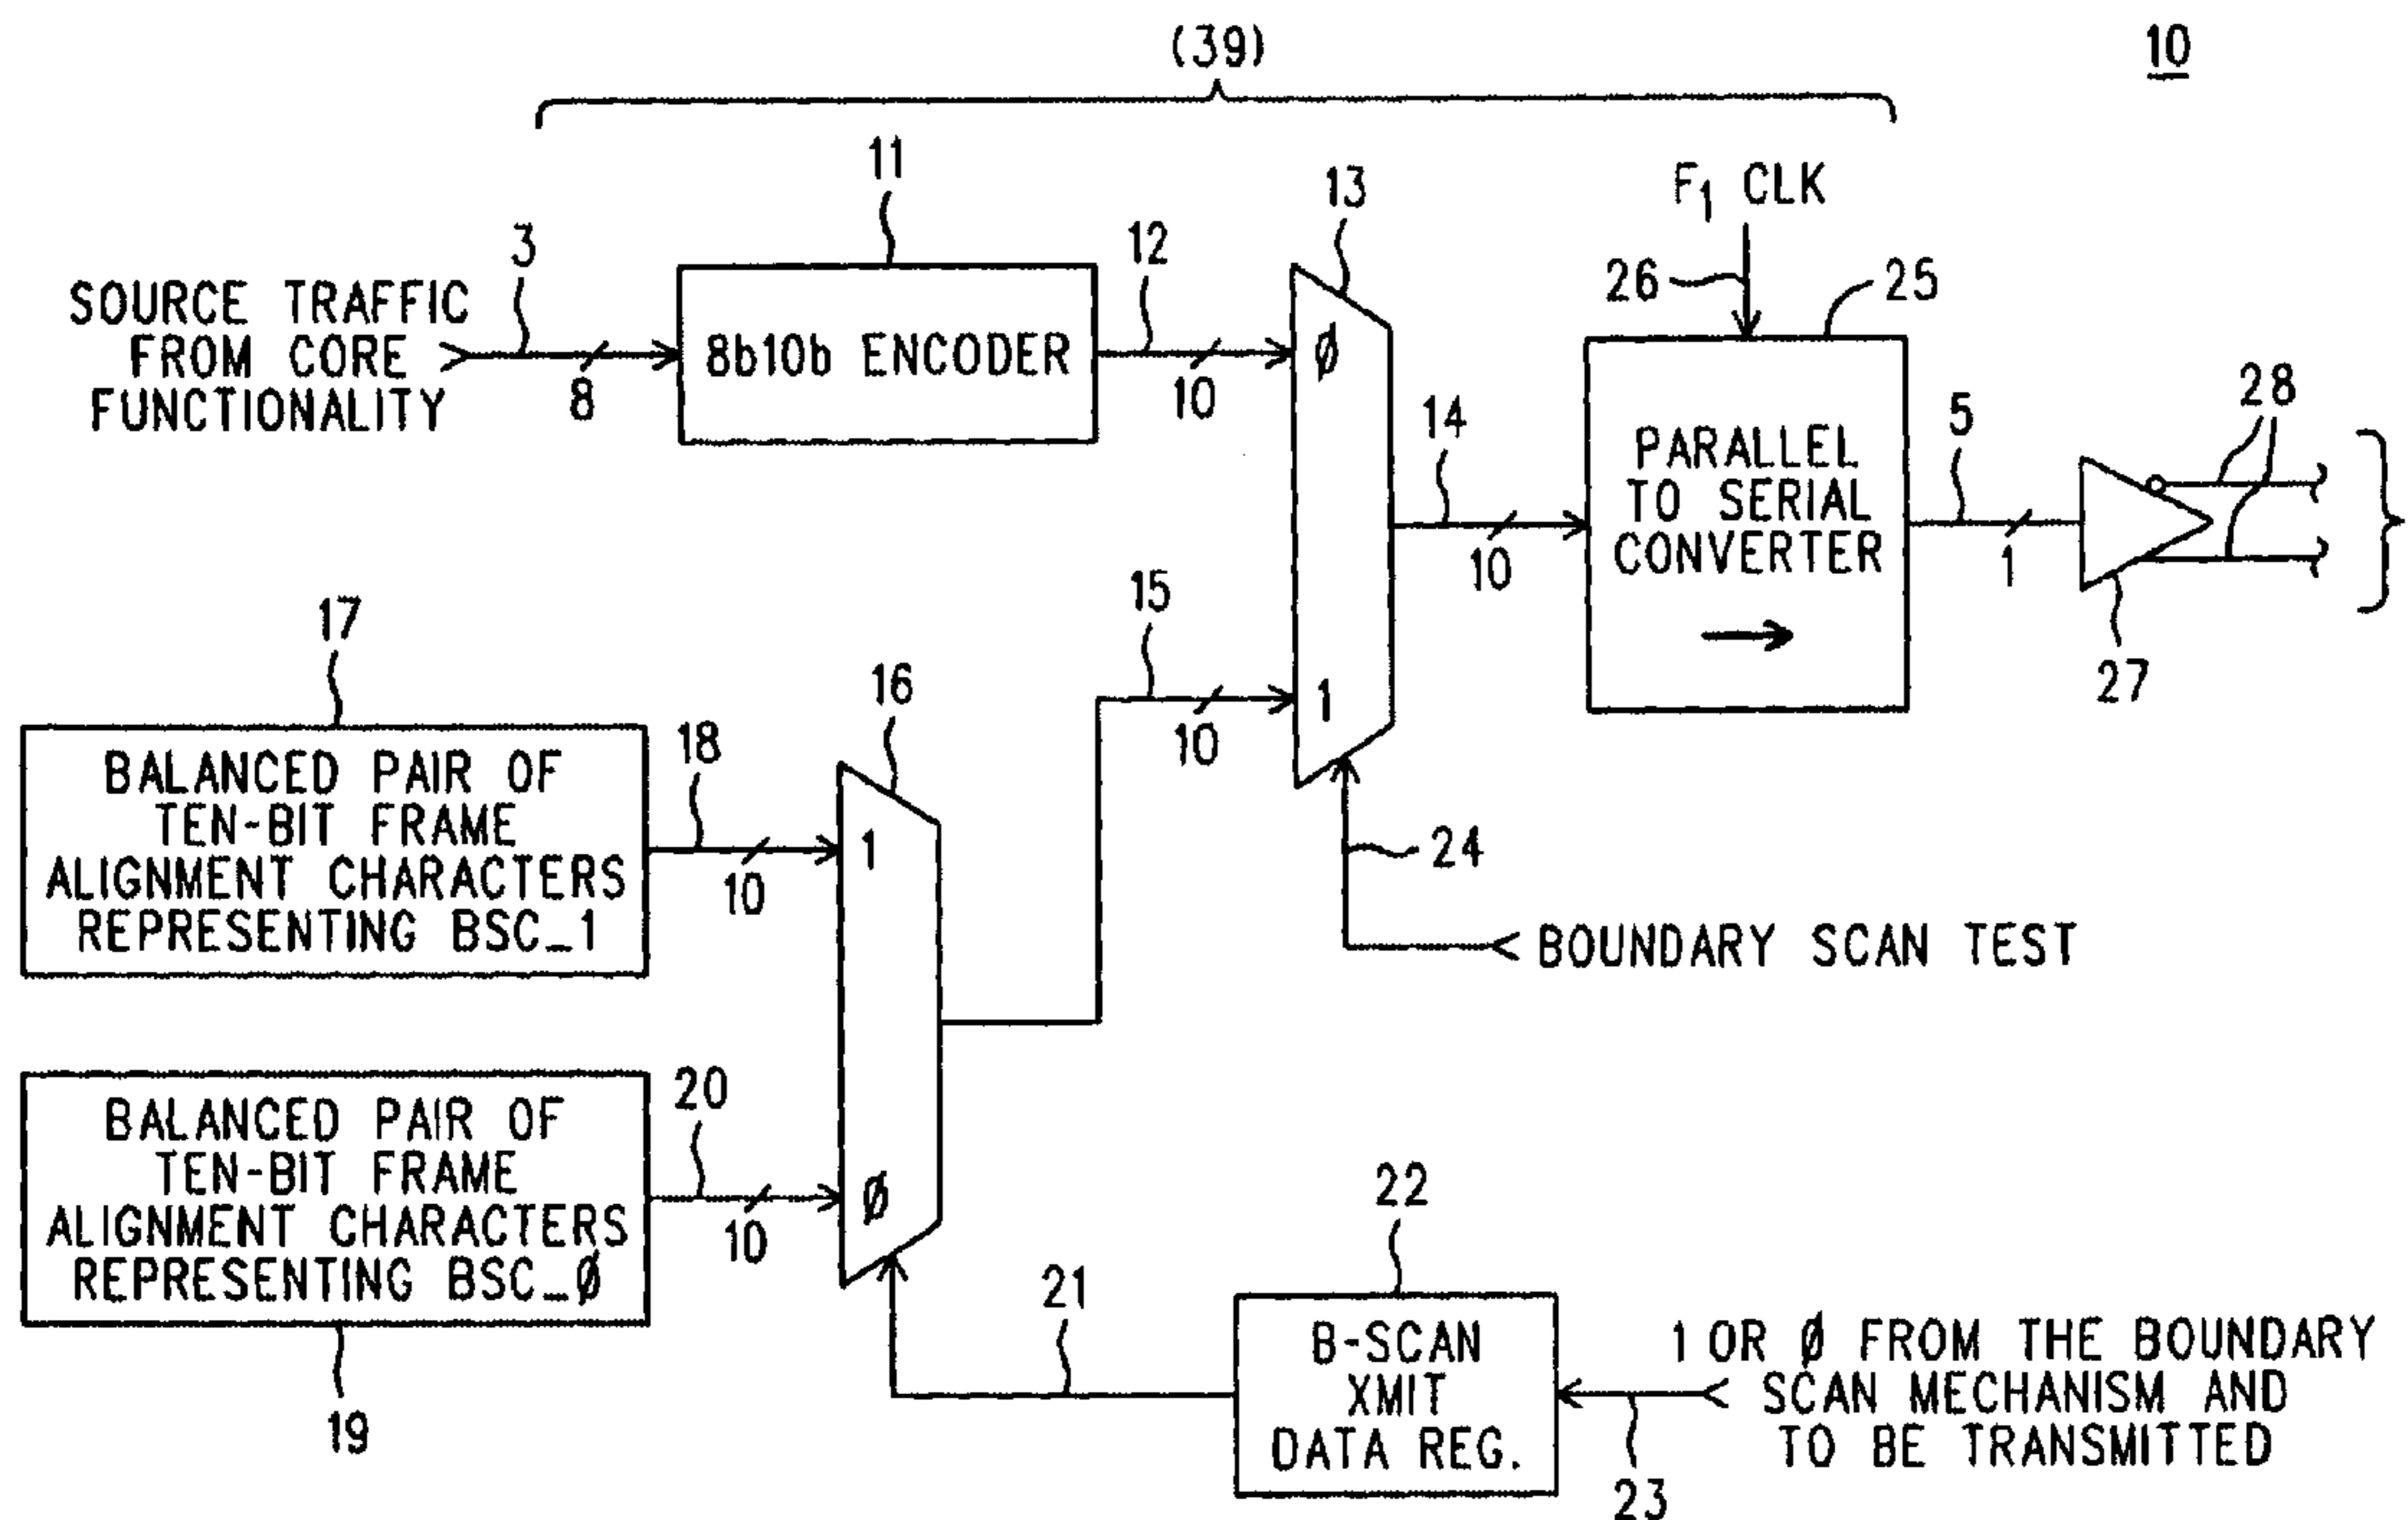 (39)
10
11
13
F1 CLK
3
12
26
25
SOURCE TRAFFIC
FROM CORE
FUNCTIONALITY
8
8b10b ENCODER
10
0
14
10
PARALLEL
TO SERIAL
CONVERTER
5
1
28
27
15
10
1
17
16
18
10
BALANCED PAIR OF
TEN-BIT FRAME
ALIGNMENT CHARACTERS
REPRESENTING BSC_1
1
24
BOUNDARY SCAN TEST
20
10
BALANCED PAIR OF
TEN-BIT FRAME
ALIGNMENT CHARACTERS
REPRESENTING BSC_0
0
19
21
22
B-SCAN
XMIT
DATA REG.
1 OR 0 FROM THE BOUNDARY
SCAN MECHANISM AND
TO BE TRANSMITTED
23